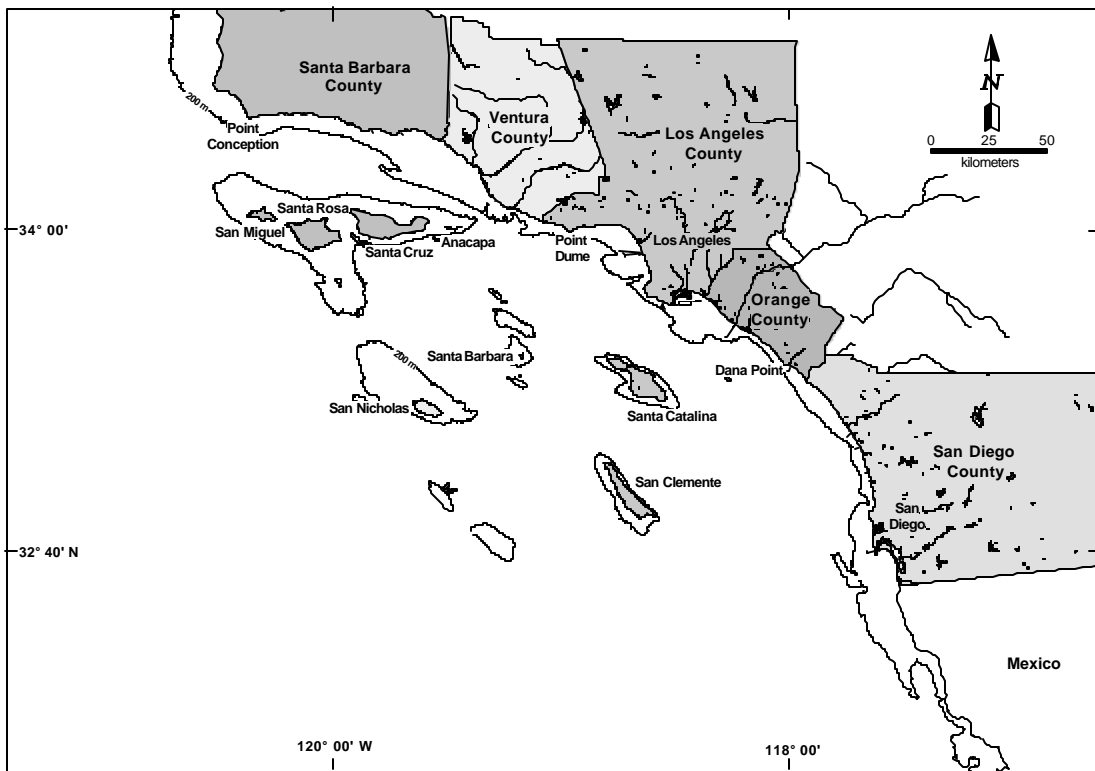 Santa Barbara
County
Ventura
County
Los Angeles
County
N
0 25 50
kilometers
200 m
Point
Conception
34° 00'
Santa Rosa
San Miguel
Santa Cruz
Anacapa
Point
Dume
Los Angeles
Orange
County
200 m
Santa Barbara
San Nicholas
Santa Catalina
Dana Point
San Clemente
San Diego
County
San
Diego
32° 40' N
Mexico
120° 00' W
118° 00'